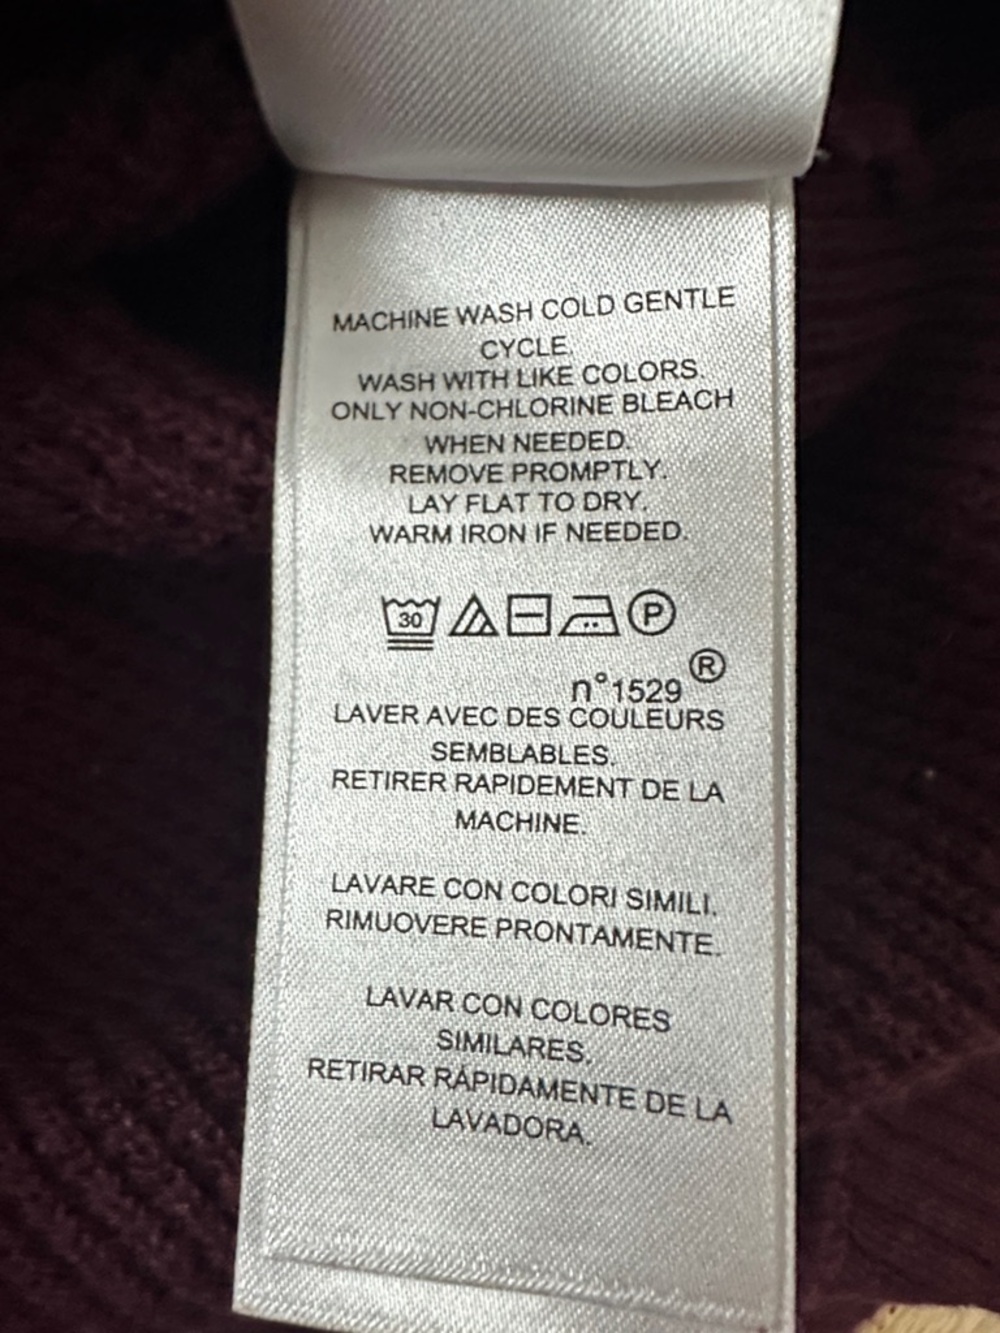 MACHINE WASH COLD GENTLE
CYCLE.
WASH WITH LIKE COLORS.
ONLY NON-CHLORINE BLEACH
WHEN NEEDED.
REMOVE PROMPTLY.
LAY FLAT TO DRY.
WARM IRON IF NEEDED.
30 P
®
n°1529
LAVER AVEC DES COULEURS
SEMBLABLES.
RETIRER RAPIDEMENT DE LA
MACHINE.
LAVARE CON COLORI SIMILI.
RIMUOVERE PRONTAMENTE.
LAVAR CON COLORES
SIMILARES.
RETIRAR RÁPIDAMENTE DE LA
LAVADORA.